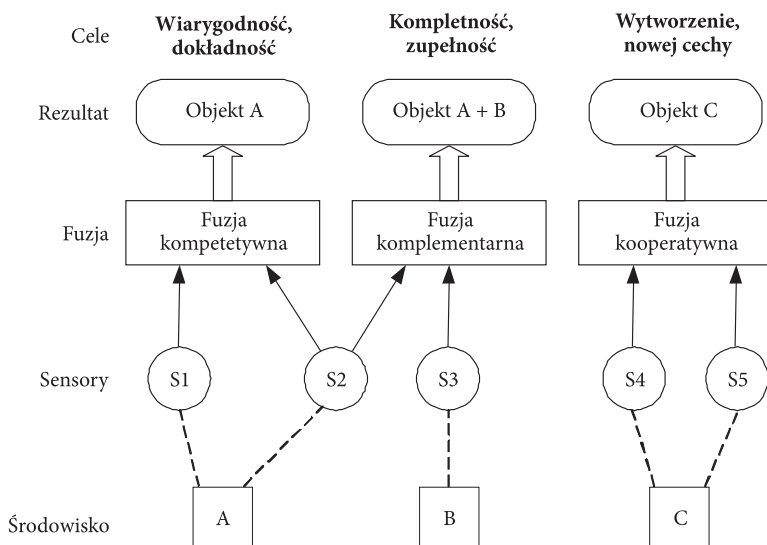 Cele
Wiarygodność,
dokładność
Kompletność,
zupełność
Wytworzenie,
nowej cechy
Rezultat
Objekt A
Objekt A + B
Objekt C
Fuzja
Fuzja
kompetetywna
Fuzja
komplementarna
Fuzja
kooperatywna
Sensory
S1
S2
S3
S4
S5
Środowisko
A
B
C